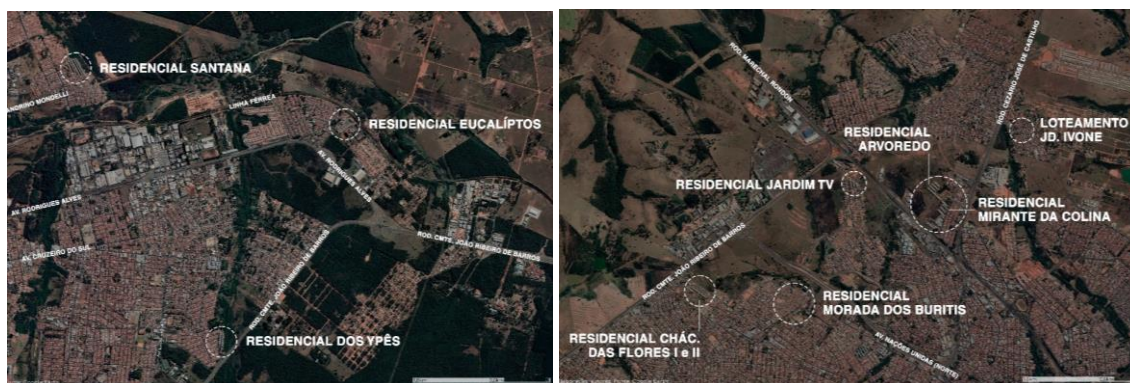 RESIDENCIAL SANTANA
ANDRINO MONDELLI
LINHA FÉRREA
RESIDENCIAL EUCALÍPTOS
AV. RODRIGUES ALVES
AV. RODRIGUES ALVES
AV. CRUZEIRO DO SUL
ROD. CMTE. JOÃO RIBEIRO DE BARROS
ROD. CMTE. JOÃO RIBEIRO DE BARROS
RESIDENCIAL DOS YPÊS
ROD. MARECHAL RONDON
ROD. CEZÁRIO JOSÉ DE CASTILHO
RESIDENCIAL
ARVOREDO
LOTEAMENTO
JD. IVONE
RESIDENCIAL JARDIM TV
RESIDENCIAL
MIRANTE DA COLINA
ROD. CMTE. JOÃO RIBEIRO DE BARROS
RESIDENCIAL
MORADA DOS BURITIS
RESIDENCIAL CHÁC.
DAS FLORES I e II
AV. NAÇÕES UNIDAS (NORTE)